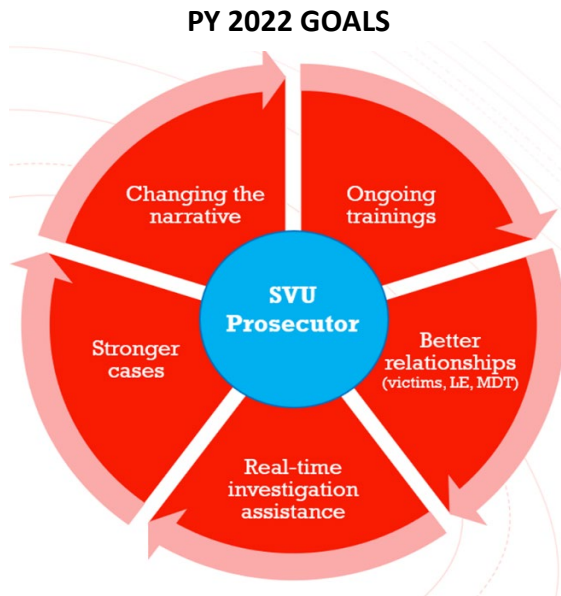 PY 2022 GOALS
Changing the
narrative
Ongoing
trainings
SVU
Prosecutor
Stronger
cases
Better
relationships
(victims, LE, MDT)
Real-time
investigation
assistance